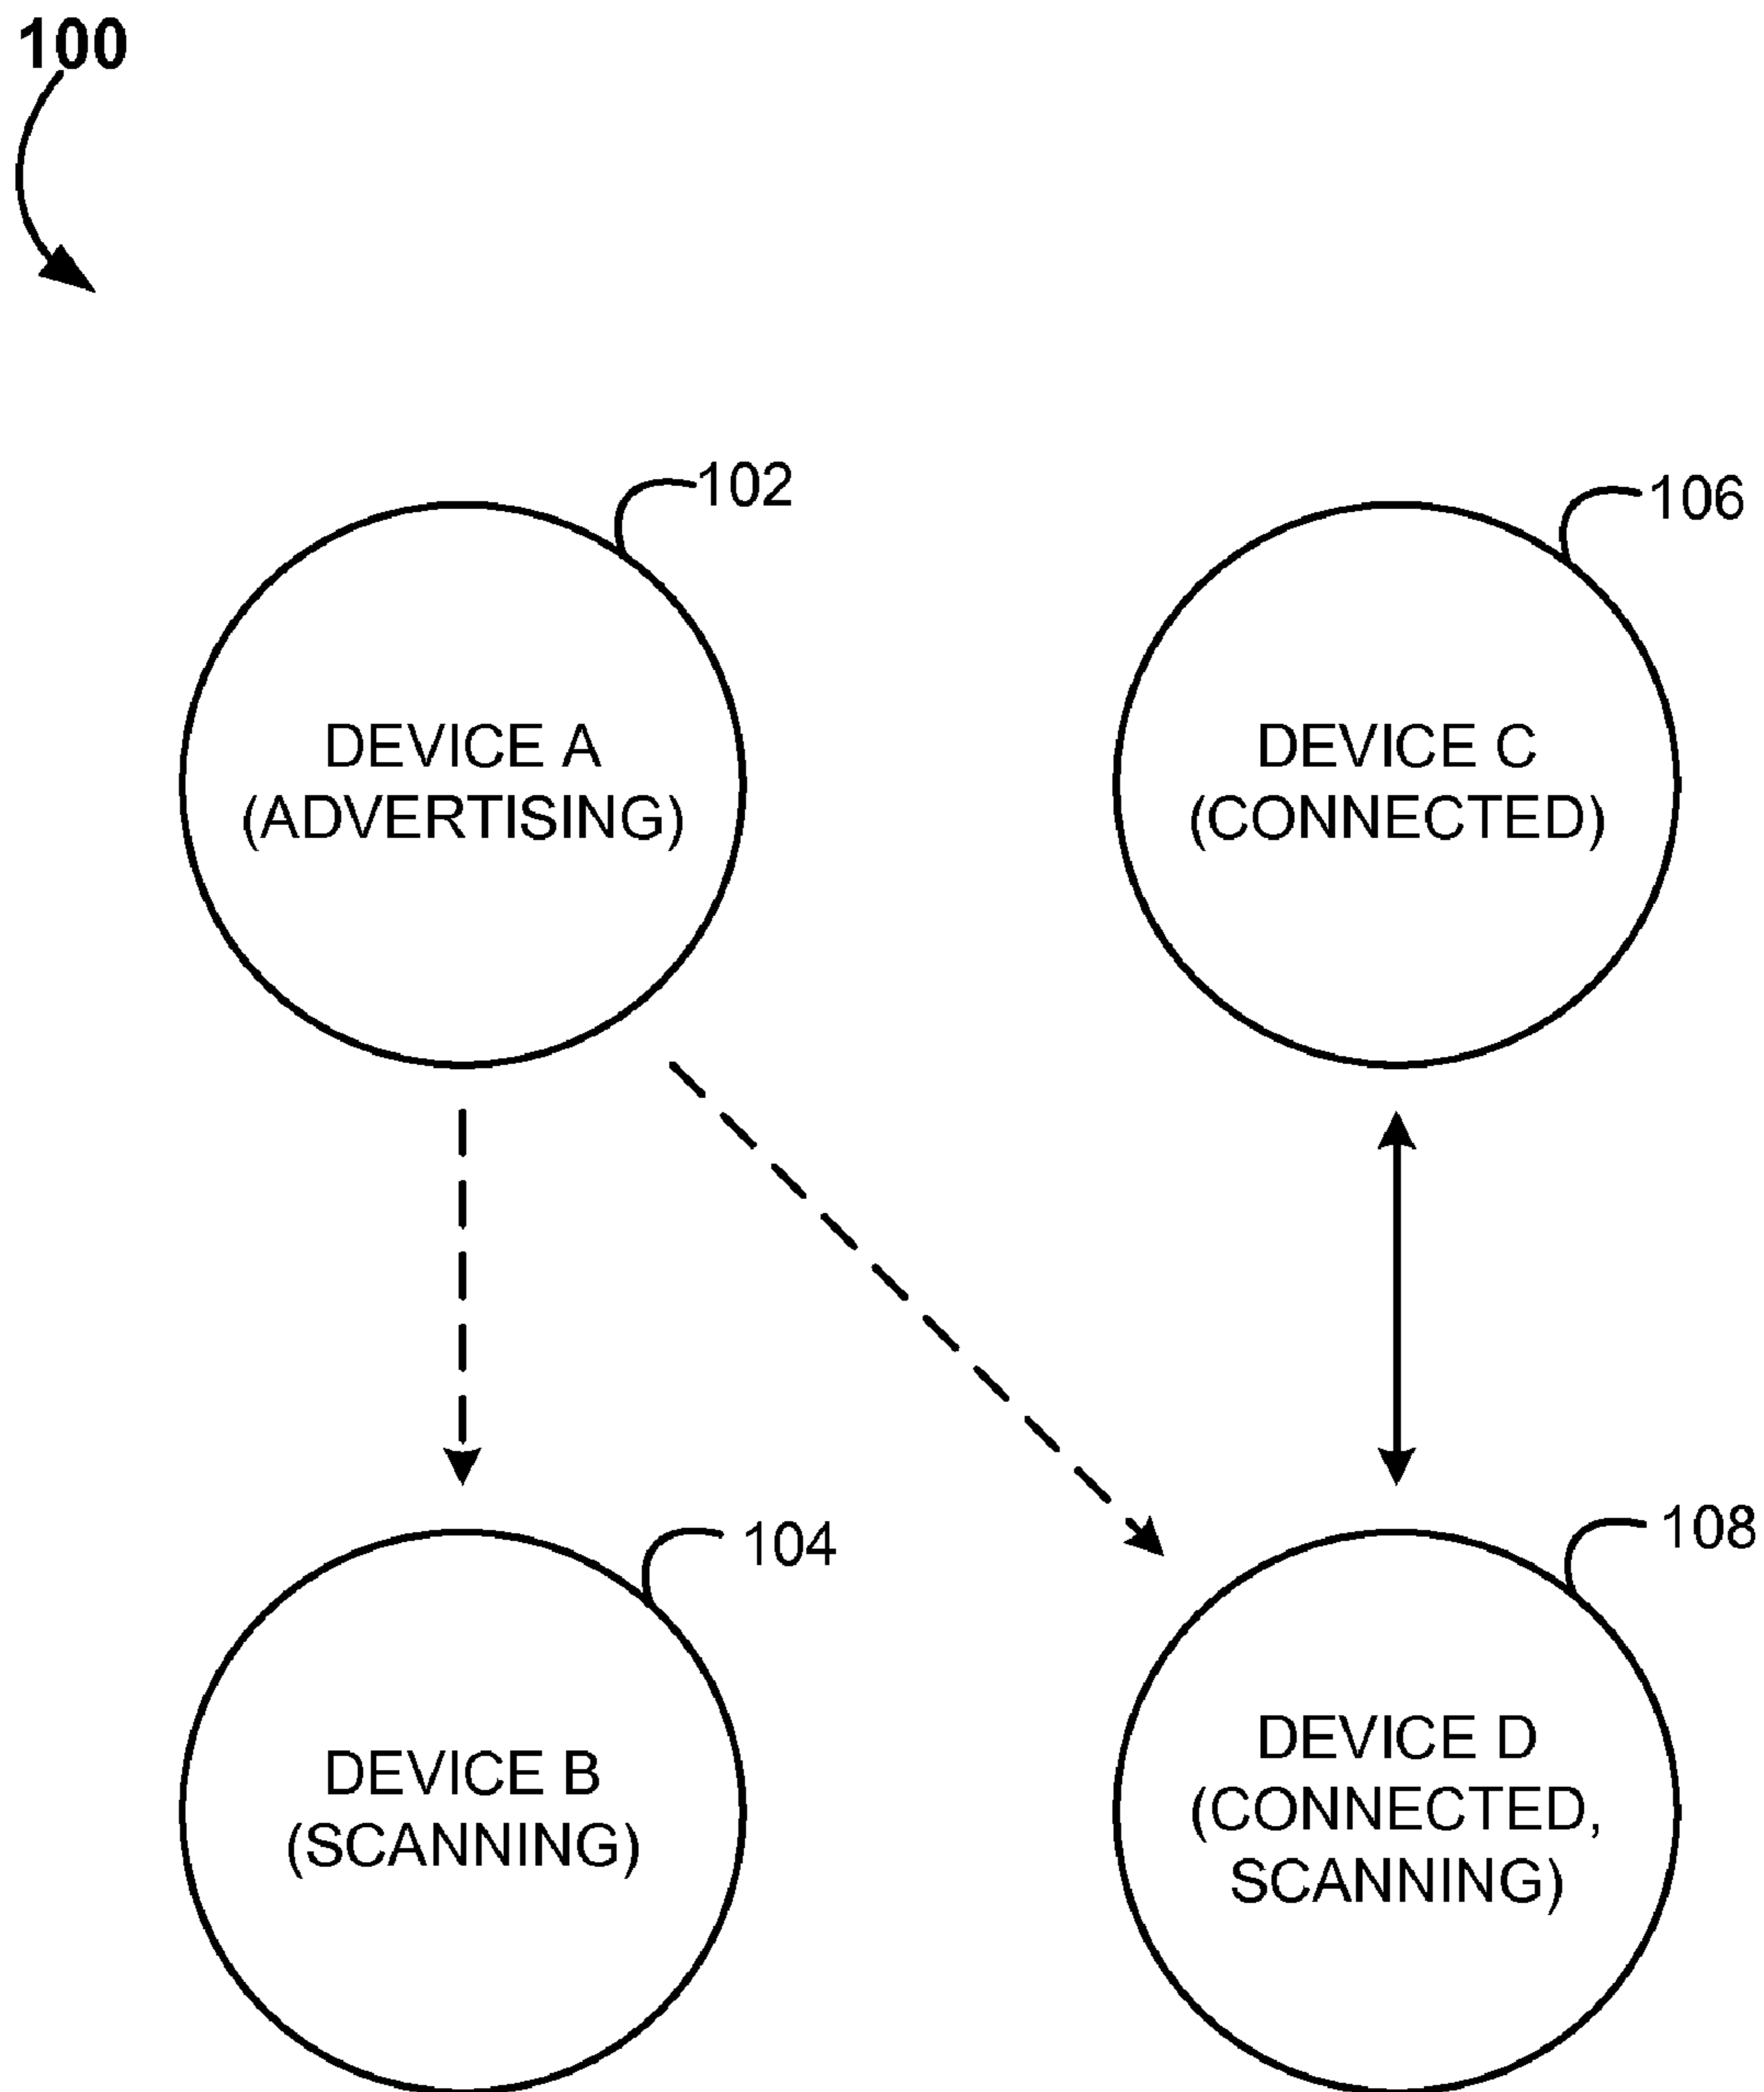 100
102
DEVICE A
(ADVERTISING)
106
DEVICE C
(CONNECTED)
104
DEVICE B
(SCANNING)
108
DEVICE D
(CONNECTED,
SCANNING)